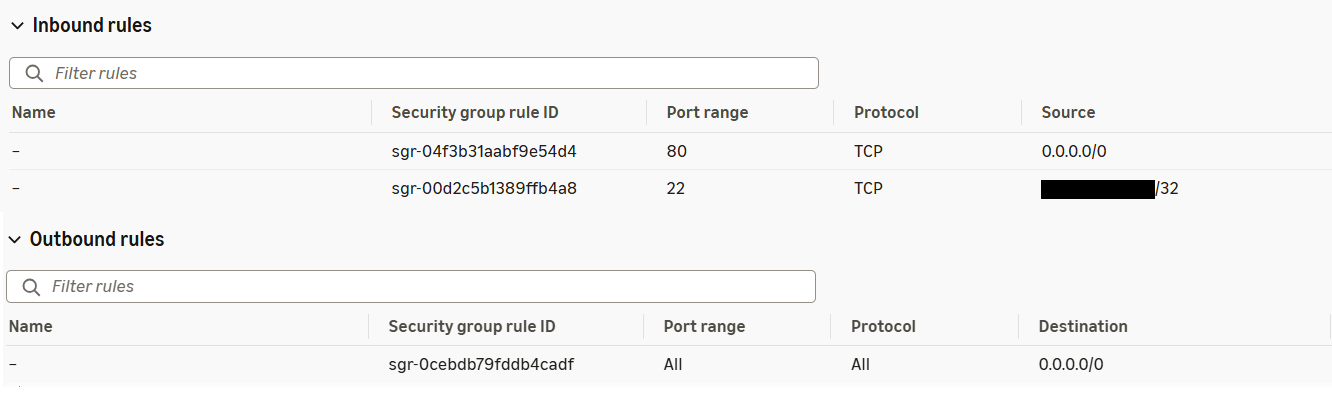 Inbound rules
Filter rules
Name Security group rule ID Port range Protocol Source
– sgr-04f3b31aabf9e54d4 80 TCP 0.0.0.0/0
– sgr-00d2c5b1389ffb4a8 22 TCP /32
Outbound rules
Filter rules
Name Security group rule ID Port range Protocol Destination
– sgr-0cebdb79fddb4cadf All All 0.0.0.0/0